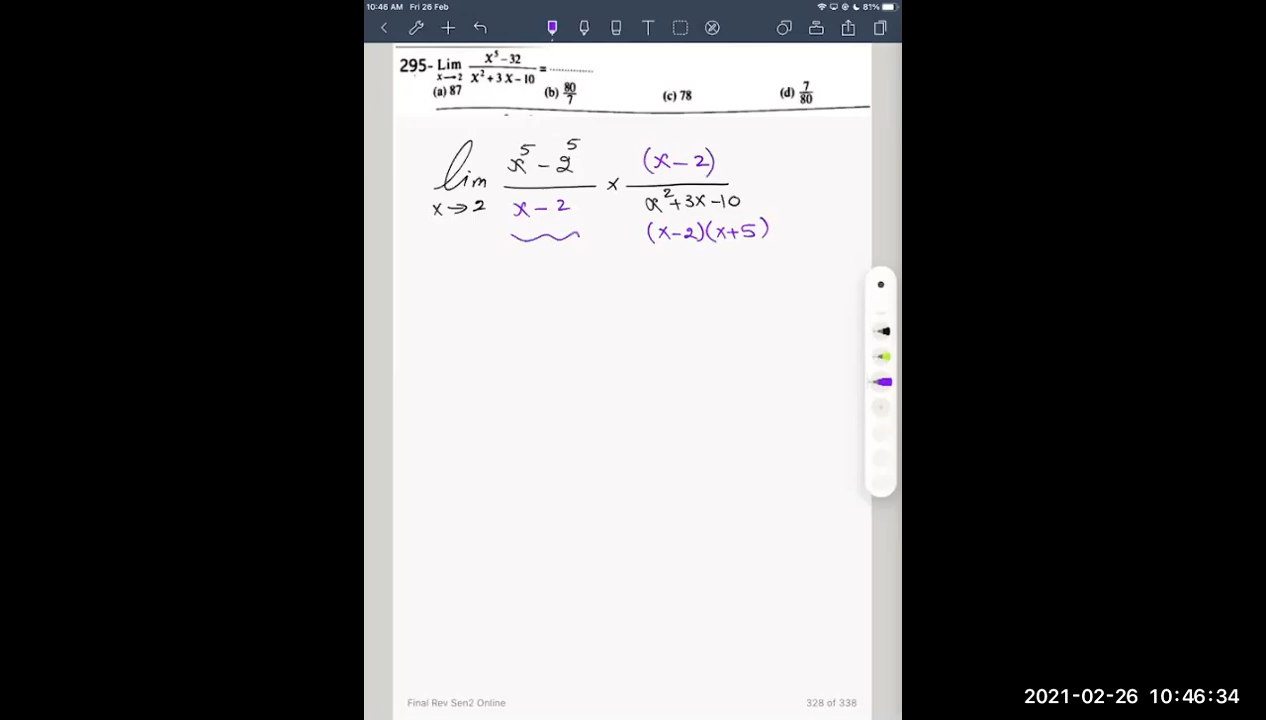 10:46 AM Fri 26 Feb 81%
295- Lim x→2 x⁵ – 32 / x² + 3 x – 10 = ............
(a) 87 (b) 80/7 (c) 78 (d) 7/80
lim x→2 x⁵ – 2⁵ / x – 2 × (x – 2) / x² + 3x – 10
(x – 2)(x + 5)
Final Rev Sen2 Online 328 of 338
2021-02-26 10:46:34